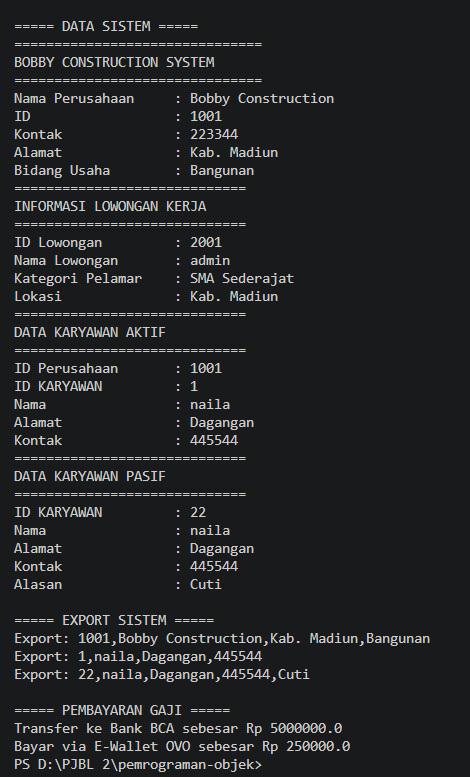 ===== DATA SISTEM =====
===============================
BOBBY CONSTRUCTION SYSTEM
===============================
Nama Perusahaan : Bobby Construction
ID : 1001
Kontak : 223344
Alamat : Kab. Madiun
Bidang Usaha : Bangunan
=============================
INFORMASI LOWONGAN KERJA
=============================
ID Lowongan : 2001
Nama Lowongan : admin
Kategori Pelamar : SMA Sederajat
Lokasi : Kab. Madiun
=============================
DATA KARYAWAN AKTIF
=============================
ID Perusahaan : 1001
ID KARYAWAN : 1
Nama : naila
Alamat : Dagangan
Kontak : 445544
=============================
DATA KARYAWAN PASIF
=============================
ID KARYAWAN : 22
Nama : naila
Alamat : Dagangan
Kontak : 445544
Alasan : Cuti
===== EXPORT SISTEM =====
Export: 1001,Bobby Construction,Kab. Madiun,Bangunan
Export: 1,naila,Dagangan,445544
Export: 22,naila,Dagangan,445544,Cuti
===== PEMBAYARAN GAJI =====
Transfer ke Bank BCA sebesar Rp 5000000.0
Bayar via E-Wallet OVO sebesar Rp 250000.0
PS D:\PJBL 2\pemrograman-objek>